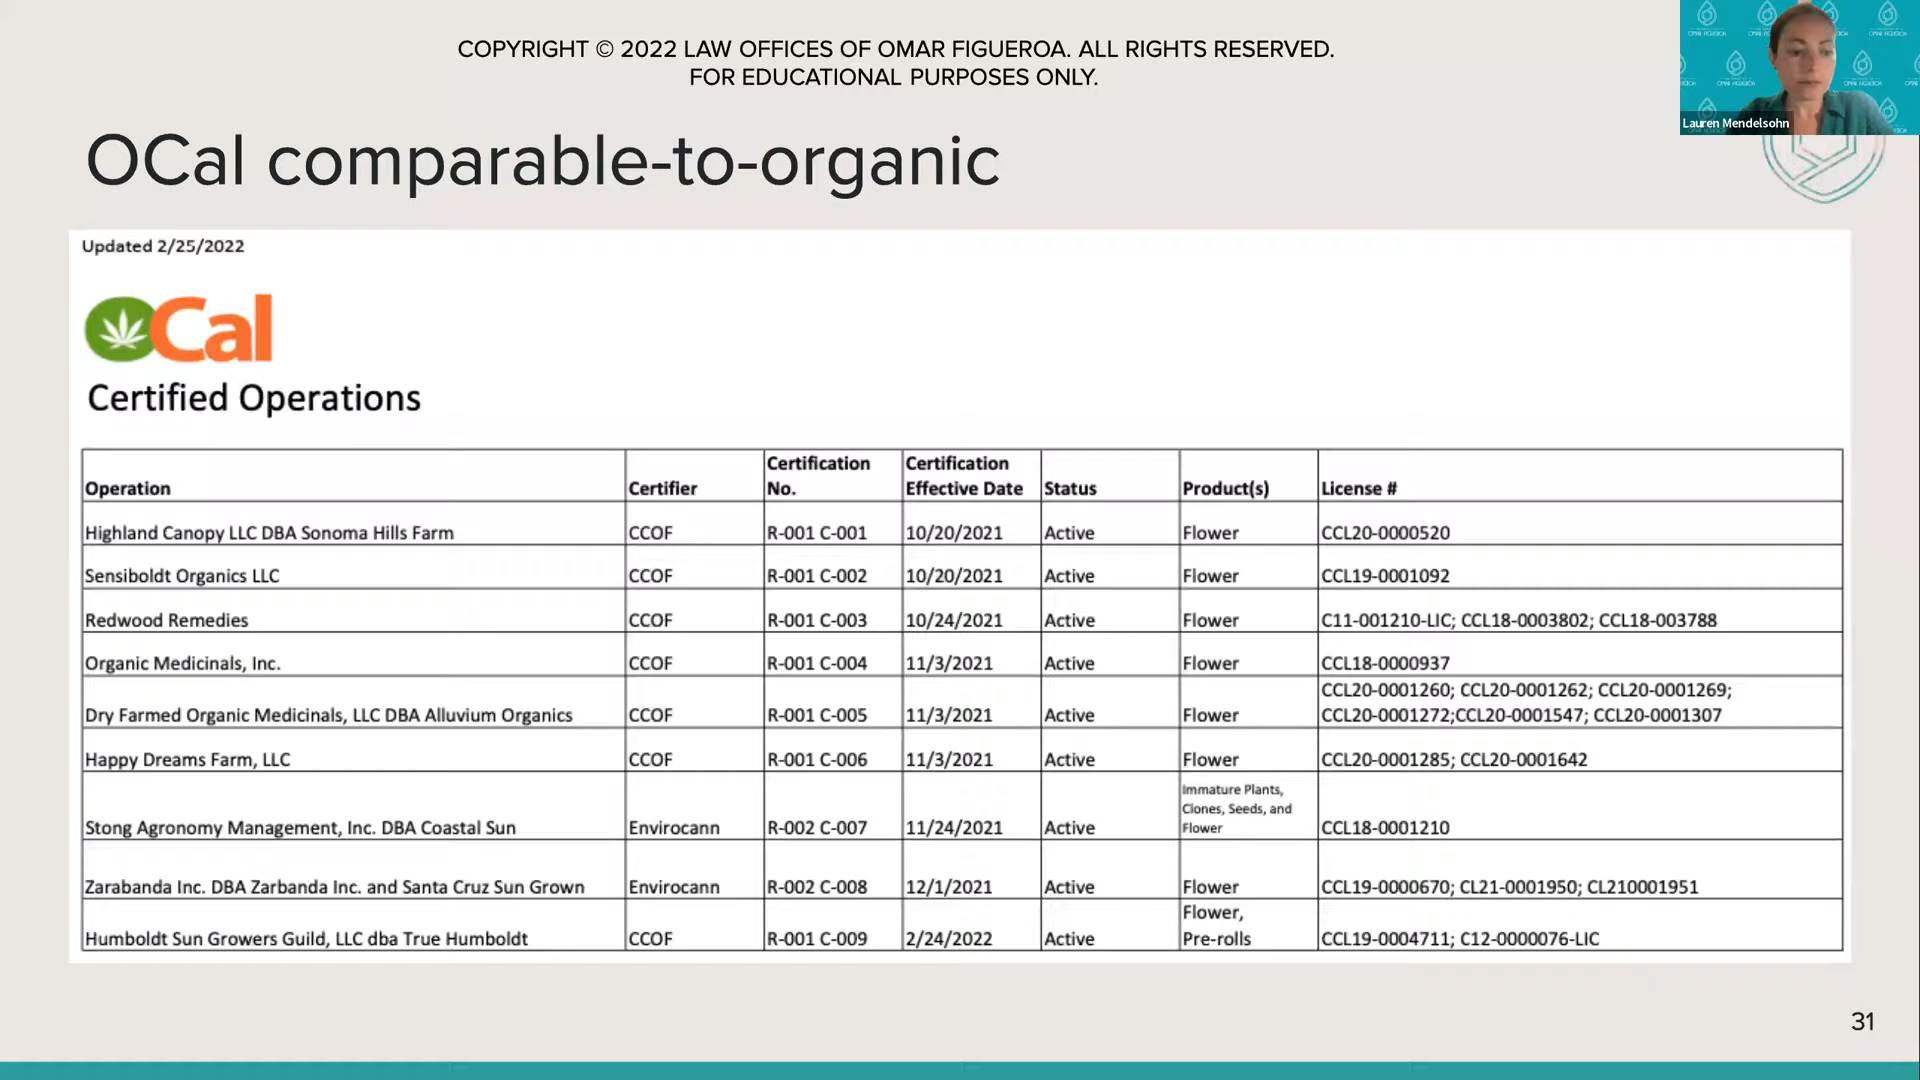 COPYRIGHT © 2022 LAW OFFICES OF OMAR FIGUEROA. ALL RIGHTS RESERVED.
FOR EDUCATIONAL PURPOSES ONLY.
Lauren Mendelsohn
OCal comparable-to-organic
Updated 2/25/2022
OCal
Certified Operations
Operation Certifier Certification No. Certification Effective Date Status Product(s) License #
Highland Canopy LLC DBA Sonoma Hills Farm CCOF R-001 C-001 10/20/2021 Active Flower CCL20-0000520
Sensiboldt Organics LLC CCOF R-001 C-002 10/20/2021 Active Flower CCL19-0001092
Redwood Remedies CCOF R-001 C-003 10/24/2021 Active Flower C11-001210-LIC; CCL18-0003802; CCL18-003788
Organic Medicinals, Inc. CCOF R-001 C-004 11/3/2021 Active Flower CCL18-0000937
Dry Farmed Organic Medicinals, LLC DBA Alluvium Organics CCOF R-001 C-005 11/3/2021 Active Flower CCL20-0001260; CCL20-0001262; CCL20-0001269;
CCL20-0001272;CCL20-0001547; CCL20-0001307
Happy Dreams Farm, LLC CCOF R-001 C-006 11/3/2021 Active Flower CCL20-0001285; CCL20-0001642
Stong Agronomy Management, Inc. DBA Coastal Sun Envirocann R-002 C-007 11/24/2021 Active Immature Plants, Clones, Seeds, and Flower CCL18-0001210
Zarabanda Inc. DBA Zarbanda Inc. and Santa Cruz Sun Grown Envirocann R-002 C-008 12/1/2021 Active Flower CCL19-0000670; CL21-0001950; CL210001951
Humboldt Sun Growers Guild, LLC dba True Humboldt CCOF R-001 C-009 2/24/2022 Active Flower, Pre-rolls CCL19-0004711; C12-0000076-LIC
31